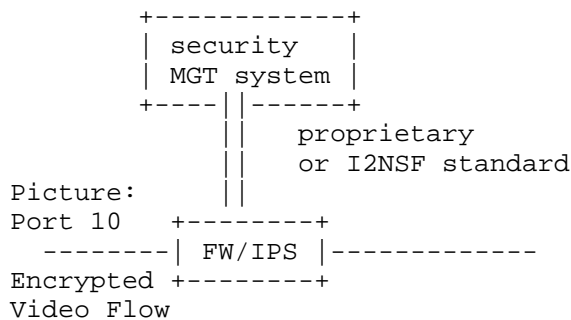 security
MGT system
proprietary
or I2NSF standard
Picture:
Port 10
FW/IPS
Encrypted
Video Flow